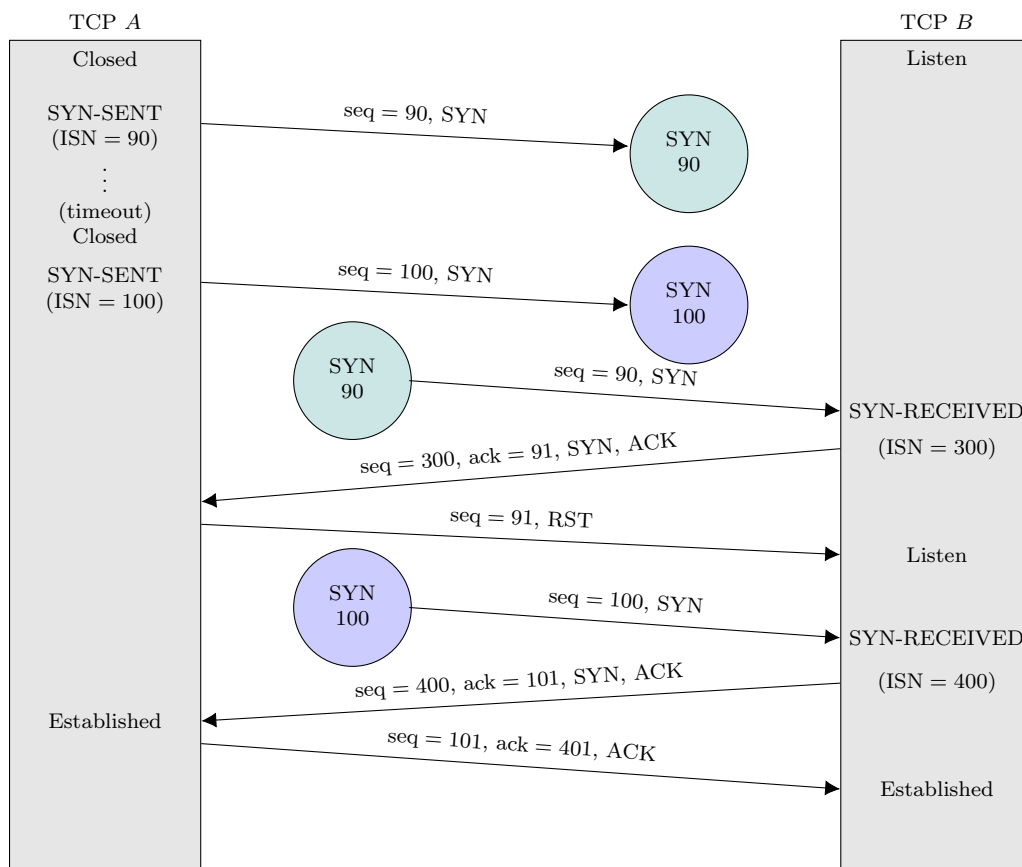 TCP A
TCP B
Closed
Listen
SYN-SENT
(ISN = 90)
seq = 90, SYN
SYN
90
⋮
(timeout)
Closed
SYN-SENT
(ISN = 100)
seq = 100, SYN
SYN
100
SYN
90
seq = 90, SYN
SYN-RECEIVED
(ISN = 300)
seq = 300, ack = 91, SYN, ACK
seq = 91, RST
Listen
SYN
100
seq = 100, SYN
SYN-RECEIVED
(ISN = 400)
seq = 400, ack = 101, SYN, ACK
Established
seq = 101, ack = 401, ACK
Established